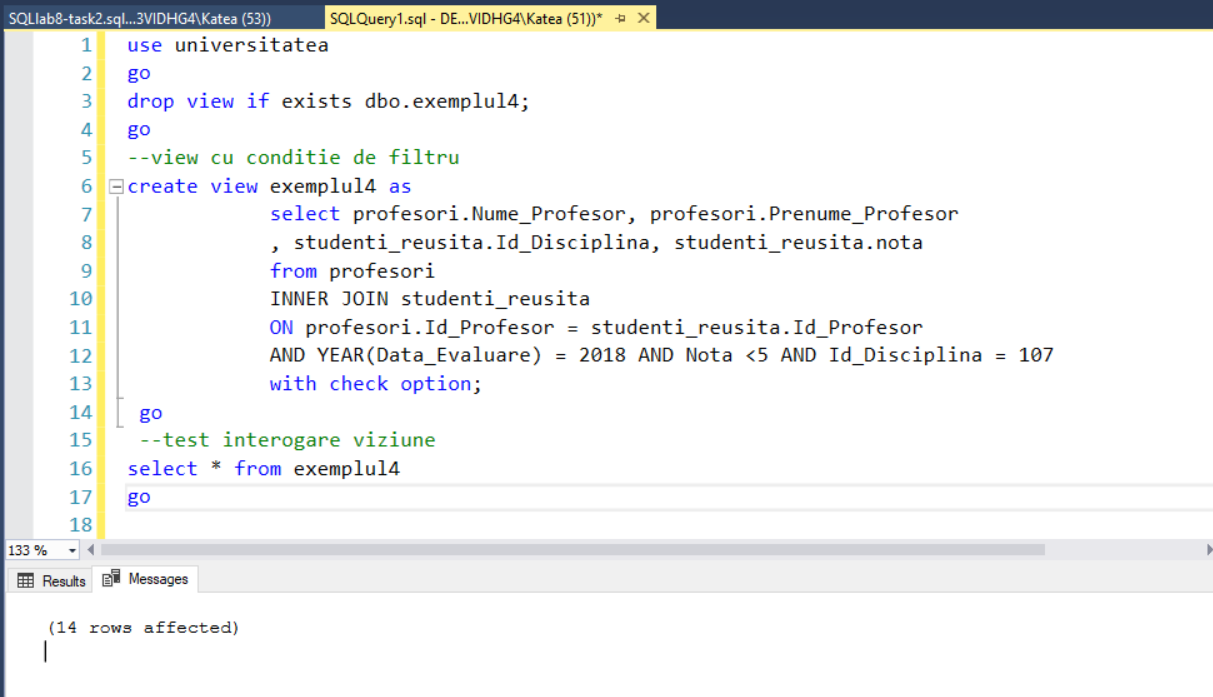 SQLlab8-task2.sql...3VIDHG4\Katea (53)) SQLQuery1.sql - DE...VIDHG4\Katea (51))*
1 use universitatea
2 go
3 drop view if exists dbo.exemplul4;
4 go
5 --view cu conditie de filtru
6 create view exemplul4 as
7 select profesori.Nume_Profesor, profesori.Prenume_Profesor
8 , studenti_reusita.Id_Disciplina, studenti_reusita.nota
9 from profesori
10 INNER JOIN studenti_reusita
11 ON profesori.Id_Profesor = studenti_reusita.Id_Profesor
12 AND YEAR(Data_Evaluare) = 2018 AND Nota <5 AND Id_Disciplina = 107
13 with check option;
14 go
15 --test interogare viziune
16 select * from exemplul4
17 go
18
133 %
Results Messages
(14 rows affected)